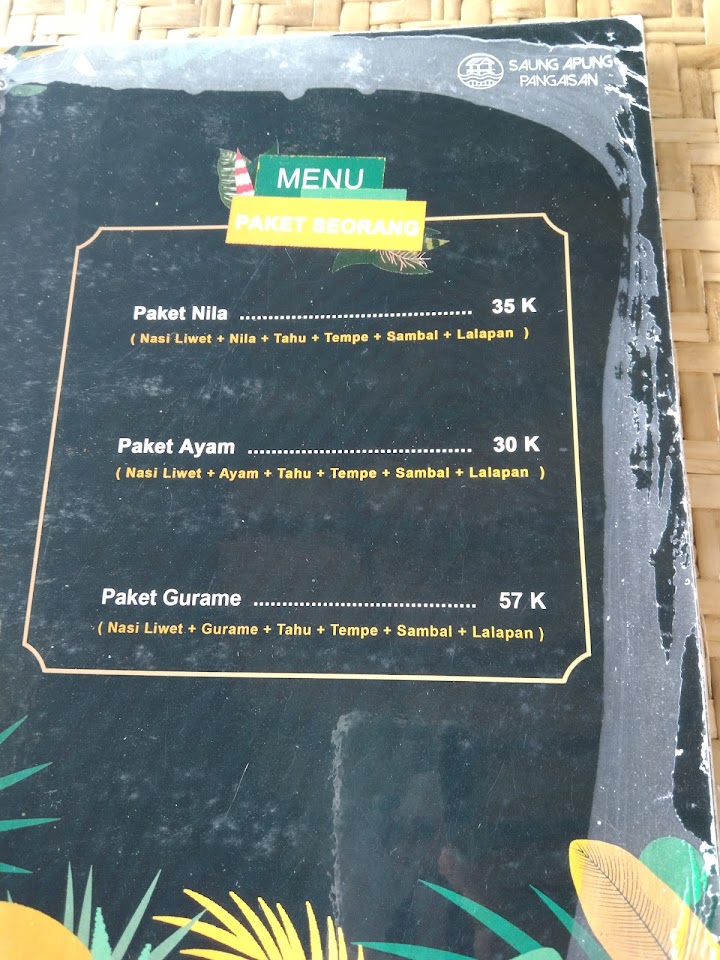 SAUNG APUNG
PANGAISAN
MENU
PAKET SEORANG
Paket Nila ....................................... 35 K
( Nasi Liwet + Nila + Tahu + Tempe + Sambal + Lalapan )
Paket Ayam ...................................... 30 K
( Nasi Liwet + Ayam + Tahu + Tempe + Sambal + Lalapan )
Paket Gurame ..................................... 57 K
( Nasi Liwet + Gurame + Tahu + Tempe + Sambal + Lalapan )